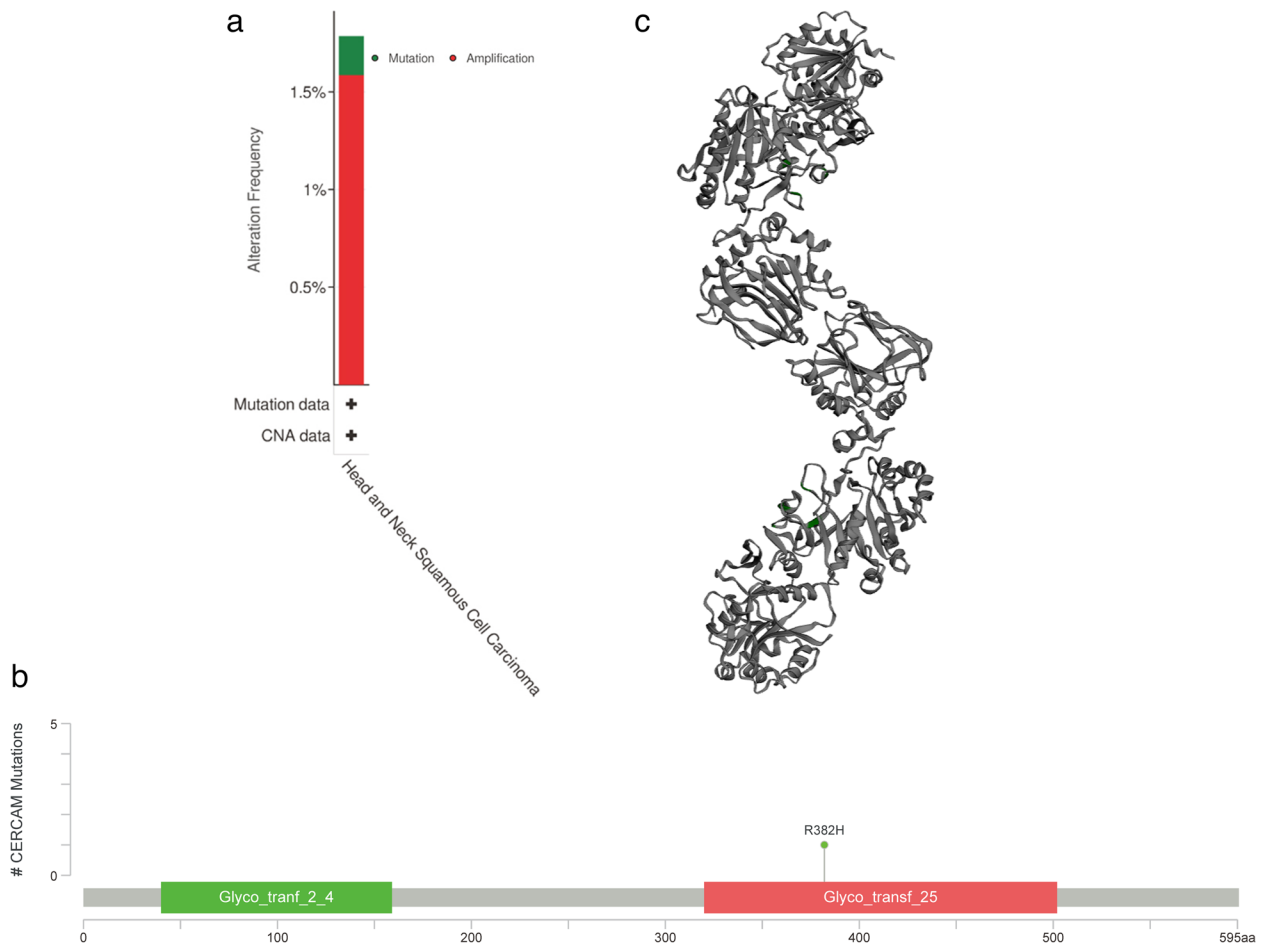 a
c
Mutation
Amplification
1.5%
1%
0.5%
Alteration Frequency
Mutation data
CNA data
Head and Neck Squamous Cell Carcinoma
b
# CERCAM Mutations
5
0
R382H
Glyco_tranf_2_4
Glyco_transf_25
0
100
200
300
400
500
595aa